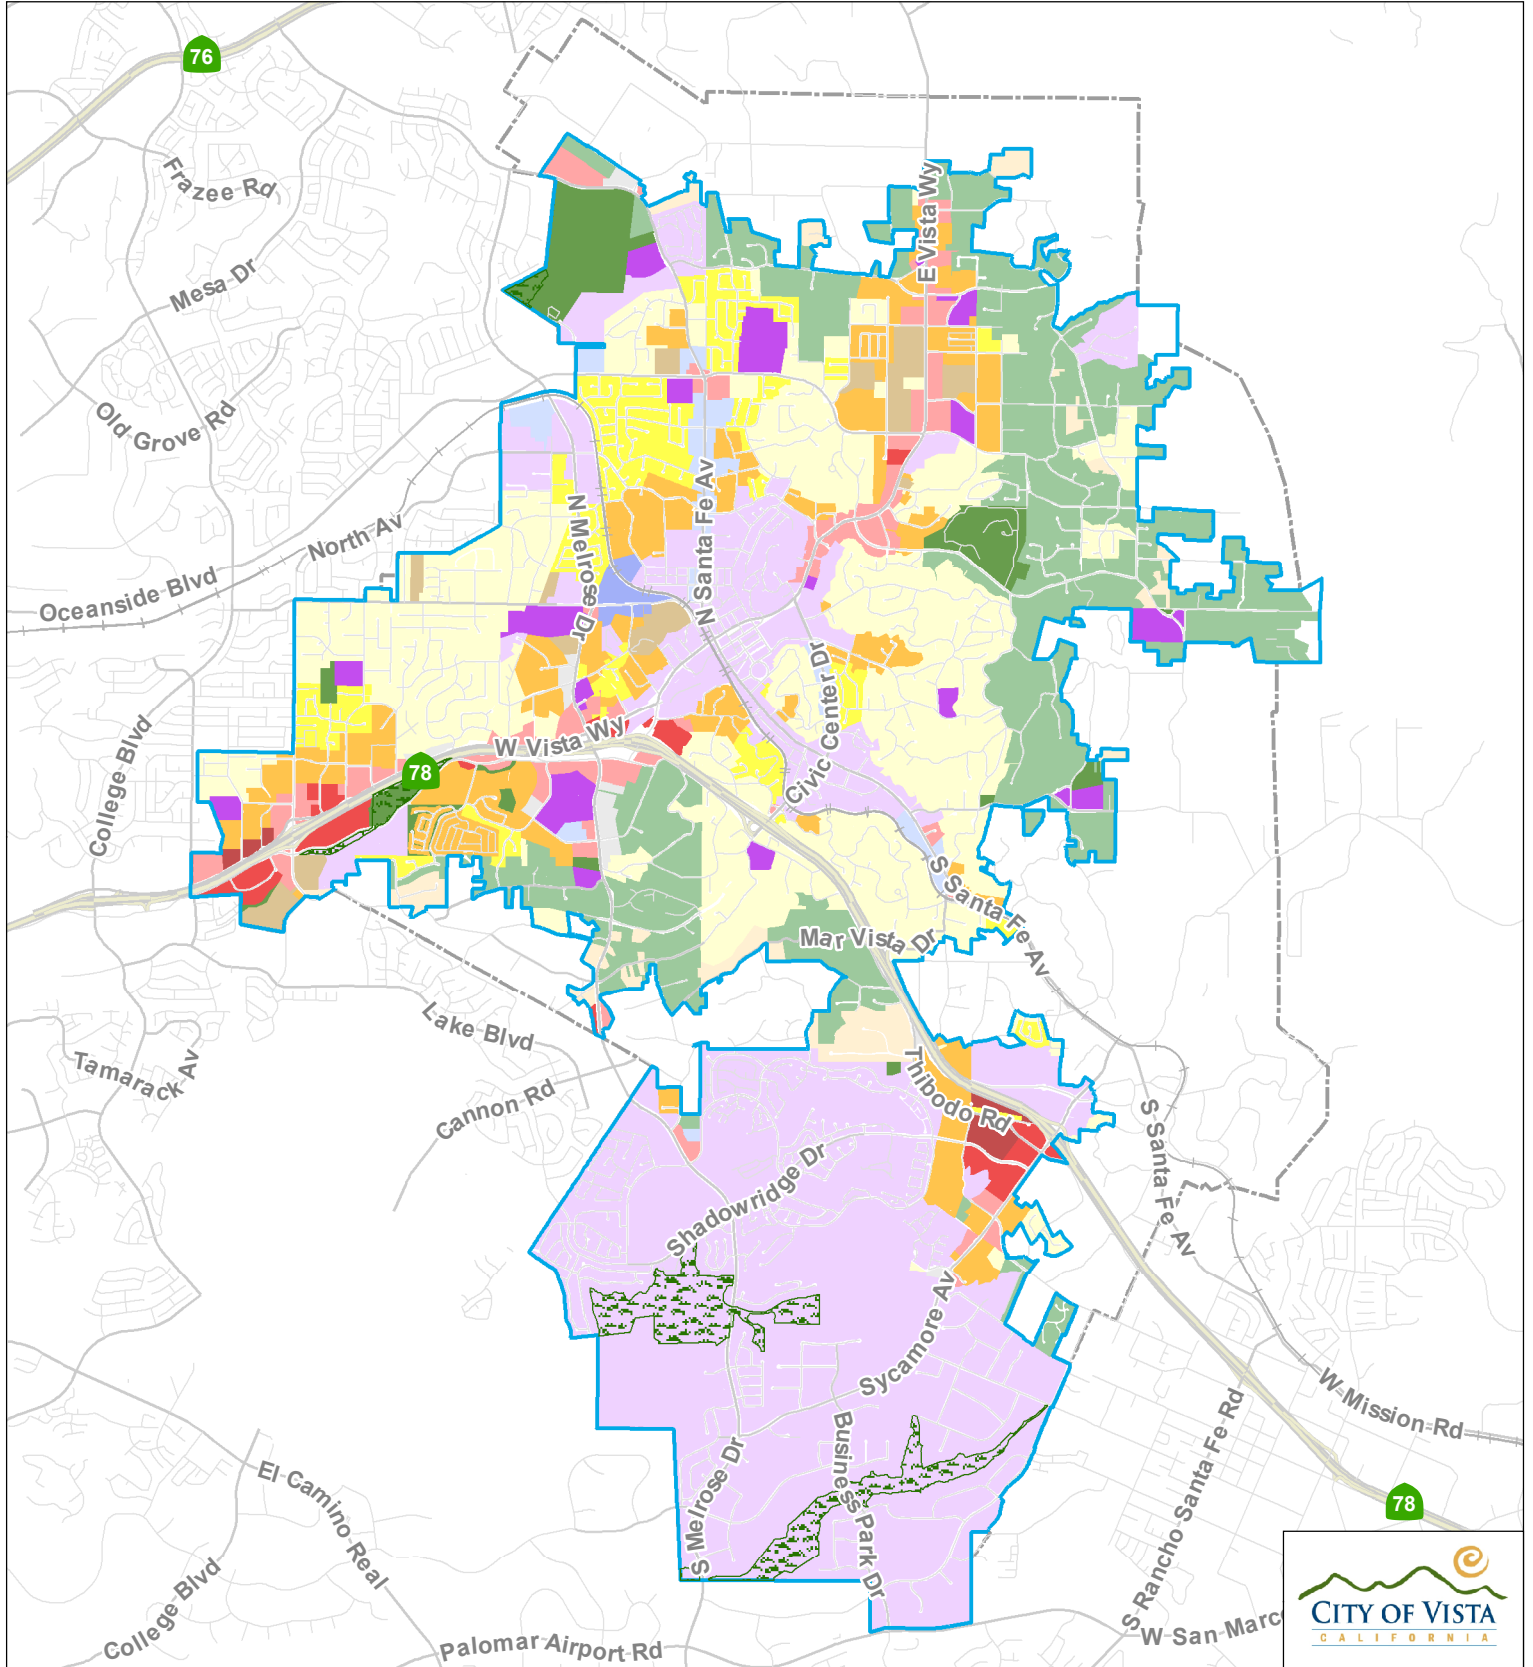 76
Frazee Rd
E Vista Wy
Mesa Dr
Old Grove Rd
N Santa Fe Av
N Melrose Dr
North Av
Oceanside Blvd
Civic Center Dr
College Blvd
W Vista Wy
78
S Santa Fe Av
Mar Vista Dr
Lake Blvd
Tamarack Av
Cannon Rd
Thibodo Rd
S Santa Fe Av
Shadowridge Dr
Sycamore Av
W Mission Rd
S Rancho Santa Fe Rd
S Melrose Dr
Business Park Dr
El Camino Real
78
College Blvd
Palomar Airport Rd
W San Marc
CITY OF VISTA
CALIFORNIA